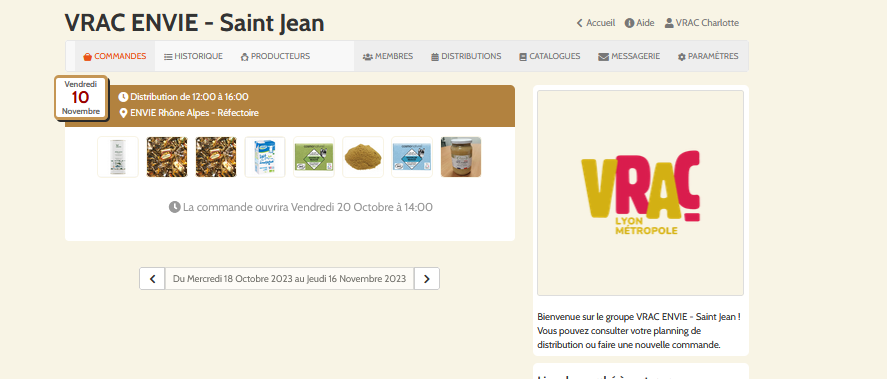 VRAC ENVIE - Saint Jean
Accueil Aide VRAC Charlotte
COMMANDES HISTORIQUE PRODUCTEURS MEMBRES DISTRIBUTIONS CATALOGUES MESSAGERIE PARAMÈTRES
Vendredi
10
Novembre
Distribution de 12:00 à 16:00
ENVIE Rhône Alpes - Réfectoire
La commande ouvrira Vendredi 20 Octobre à 14:00
Du Mercredi 18 Octobre 2023 au Jeudi 16 Novembre 2023
VRAC
LYON
MÉTROPOLE
Bienvenue sur le groupe VRAC ENVIE - Saint Jean !
Vous pouvez consulter votre planning de
distribution ou faire une nouvelle commande.